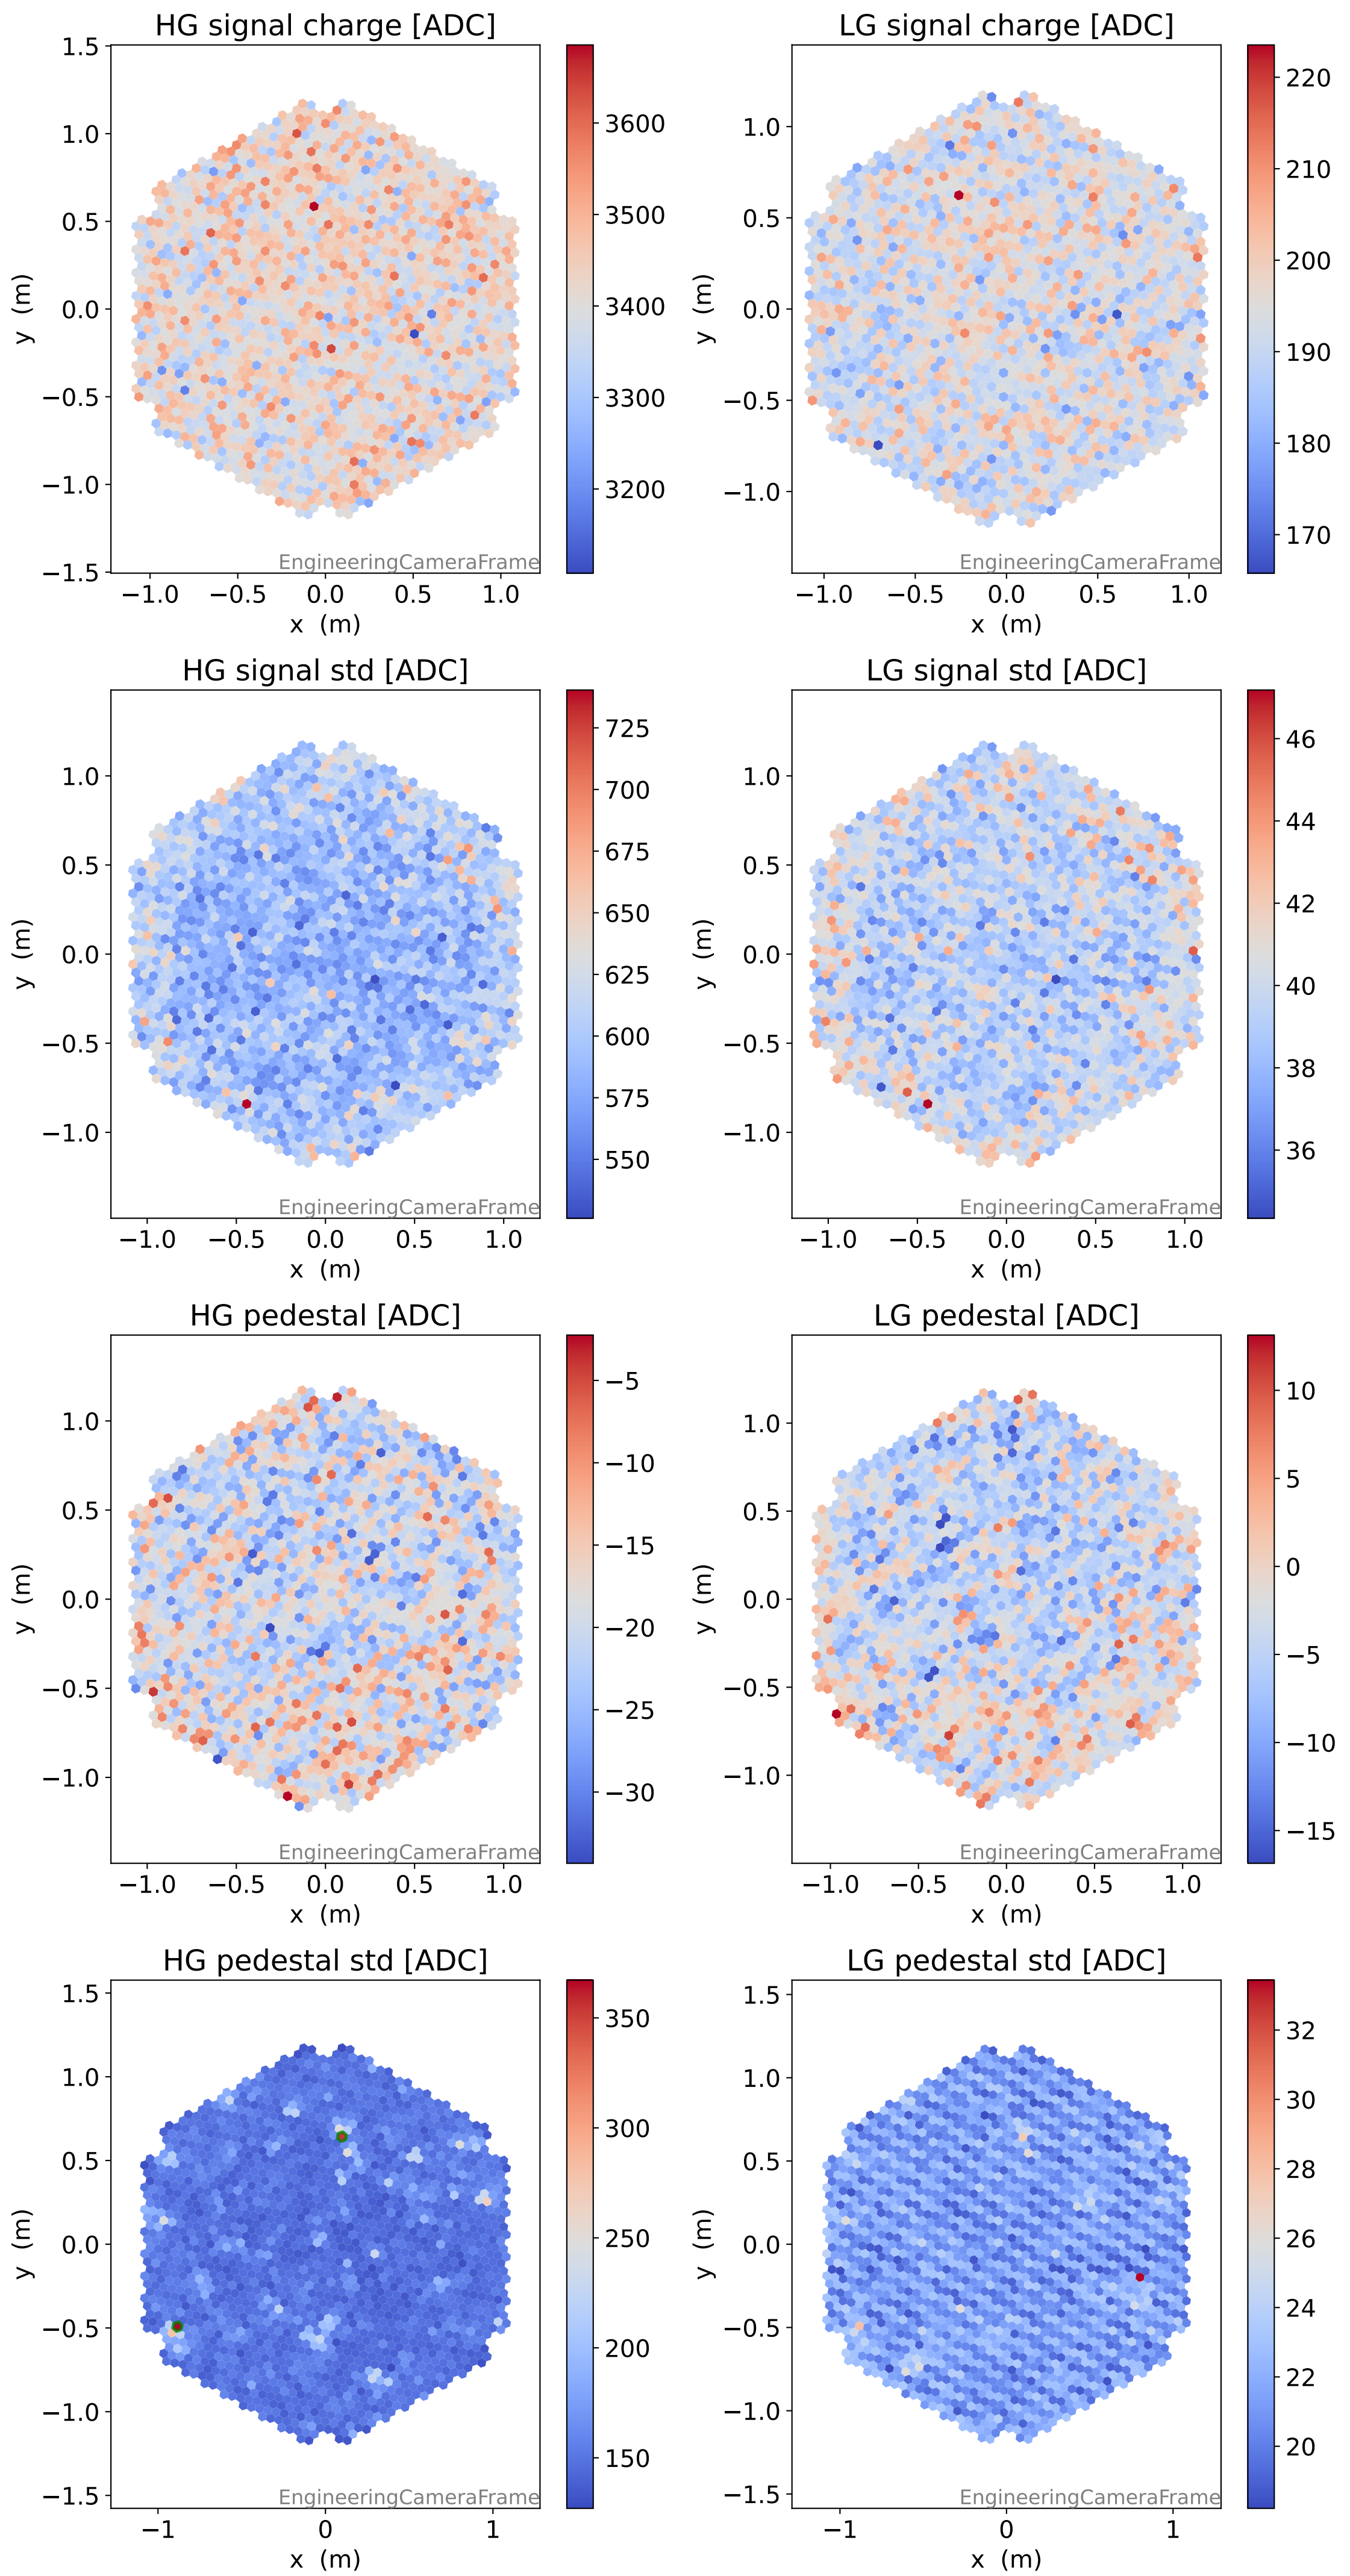 HG signal charge [ADC]
1.5
1.0
0.5
0.0
−0.5
−1.0
−1.5
y (m)
−1.0 −0.5 0.0 0.5 1.0
x (m)
EngineeringCameraFrame
3600
3500
3400
3300
3200
LG signal charge [ADC]
1.0
0.5
0.0
−0.5
−1.0
y (m)
−1.0 −0.5 0.0 0.5 1.0
x (m)
EngineeringCameraFrame
220
210
200
190
180
170
HG signal std [ADC]
1.0
0.5
0.0
−0.5
−1.0
y (m)
−1.0 −0.5 0.0 0.5 1.0
x (m)
EngineeringCameraFrame
725
700
675
650
625
600
575
550
LG signal std [ADC]
1.0
0.5
0.0
−0.5
−1.0
y (m)
−1.0 −0.5 0.0 0.5 1.0
x (m)
EngineeringCameraFrame
46
44
42
40
38
36
HG pedestal [ADC]
1.0
0.5
0.0
−0.5
−1.0
y (m)
−1.0 −0.5 0.0 0.5 1.0
x (m)
EngineeringCameraFrame
−5
−10
−15
−20
−25
−30
LG pedestal [ADC]
1.0
0.5
0.0
−0.5
−1.0
y (m)
−1.0 −0.5 0.0 0.5 1.0
x (m)
EngineeringCameraFrame
10
5
0
−5
−10
−15
HG pedestal std [ADC]
1.5
1.0
0.5
0.0
−0.5
−1.0
−1.5
y (m)
−1 0 1
x (m)
EngineeringCameraFrame
350
300
250
200
150
LG pedestal std [ADC]
1.5
1.0
0.5
0.0
−0.5
−1.0
−1.5
y (m)
−1 0 1
x (m)
EngineeringCameraFrame
32
30
28
26
24
22
20